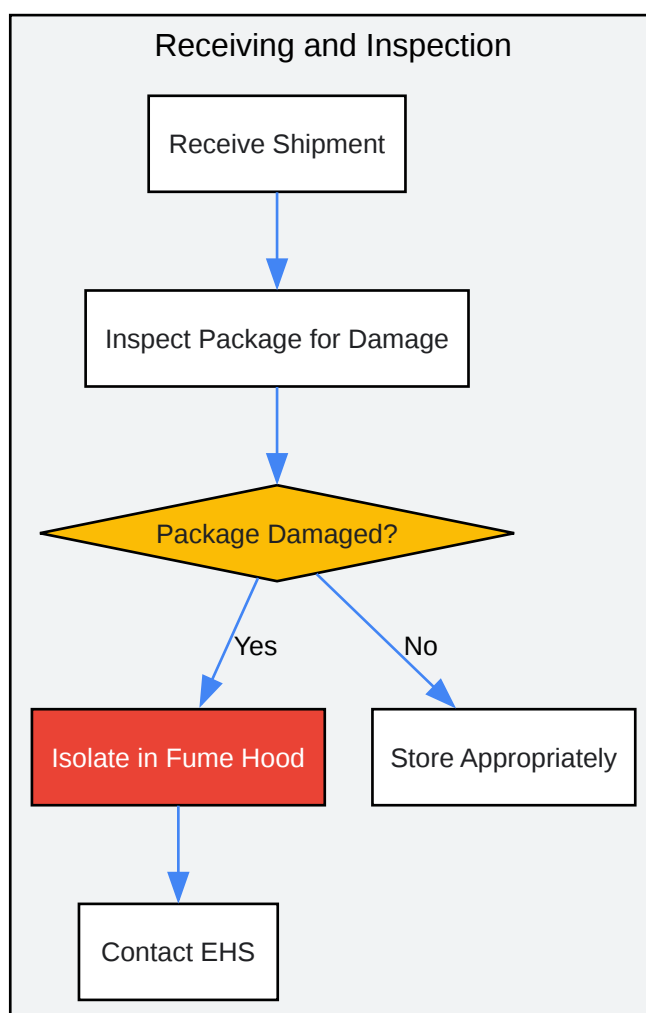 Receiving and Inspection
Receive Shipment
Inspect Package for Damage
Package Damaged?
Yes
No
Isolate in Fume Hood
Store Appropriately
Contact EHS